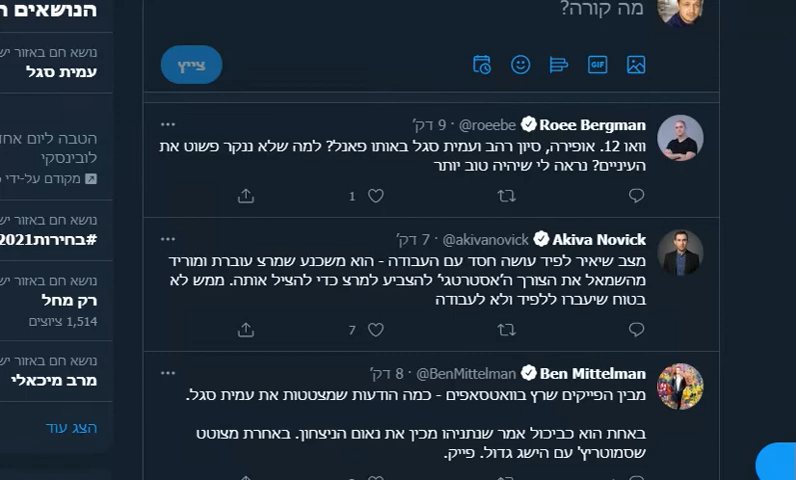 מה קורה?
ציייץ
Roee Bergman @roeebe · 9 דק'
וואו 12. אופירה, סיון רהב ועמית סגל באותו פאנל? למה שלא ננקר פשוט את
העיניים? נראה לי שיהיה טוב יותר
1
Akiva Novick @akivanovick · 7 דק'
מצב שיאיר לפיד עושה חסד עם העבודה - הוא משכנע שמרצ עוברת ומוריד
מהשמאל את הצורך ה'אסטרטגי' להצביע למרצ כדי להציל אותה. ממש לא
בטוח שיעברו ללפיד ולא לעבודה
7
Ben Mittelman @BenMittelman · 8 דק'
מבין הפייקים שרץ בוואטסאפים - כמה הודעות שמצטטות את עמית סגל.
באחת הוא כביכול אמר שנתניהו מכין את נאום הניצחון. באחרת מצוטט
שסמוטריץ' עם הישג גדול. פייק.
הנושאים ח
נושא חם באזור יש
עמית סגל
הטבה ליום אחד
לובינסקי
מקודם על-ידי
נושא חם באזור יש
#בחירות2021
נושא חם באזור יש
רק מחל
1,514 ציוצים
נושא חם באזור יש
מרב מיכאלי
הצג עוד